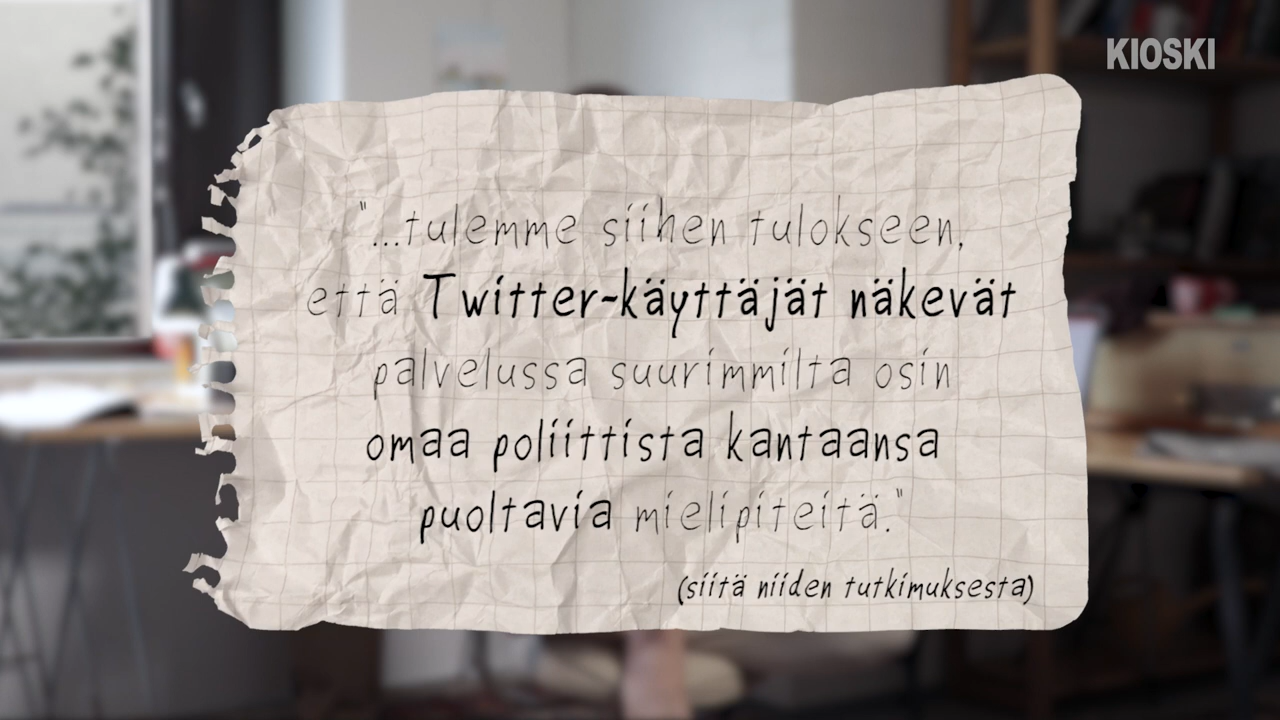 KIOSKI
"...tulemme siihen tulokseen,
että Twitter-käyttäjät näkevät
palvelussa suurimmilta osin
omaa poliittista kantaansa
puoltavia mielipiteitä."
(siitä niiden tutkimuksesta)